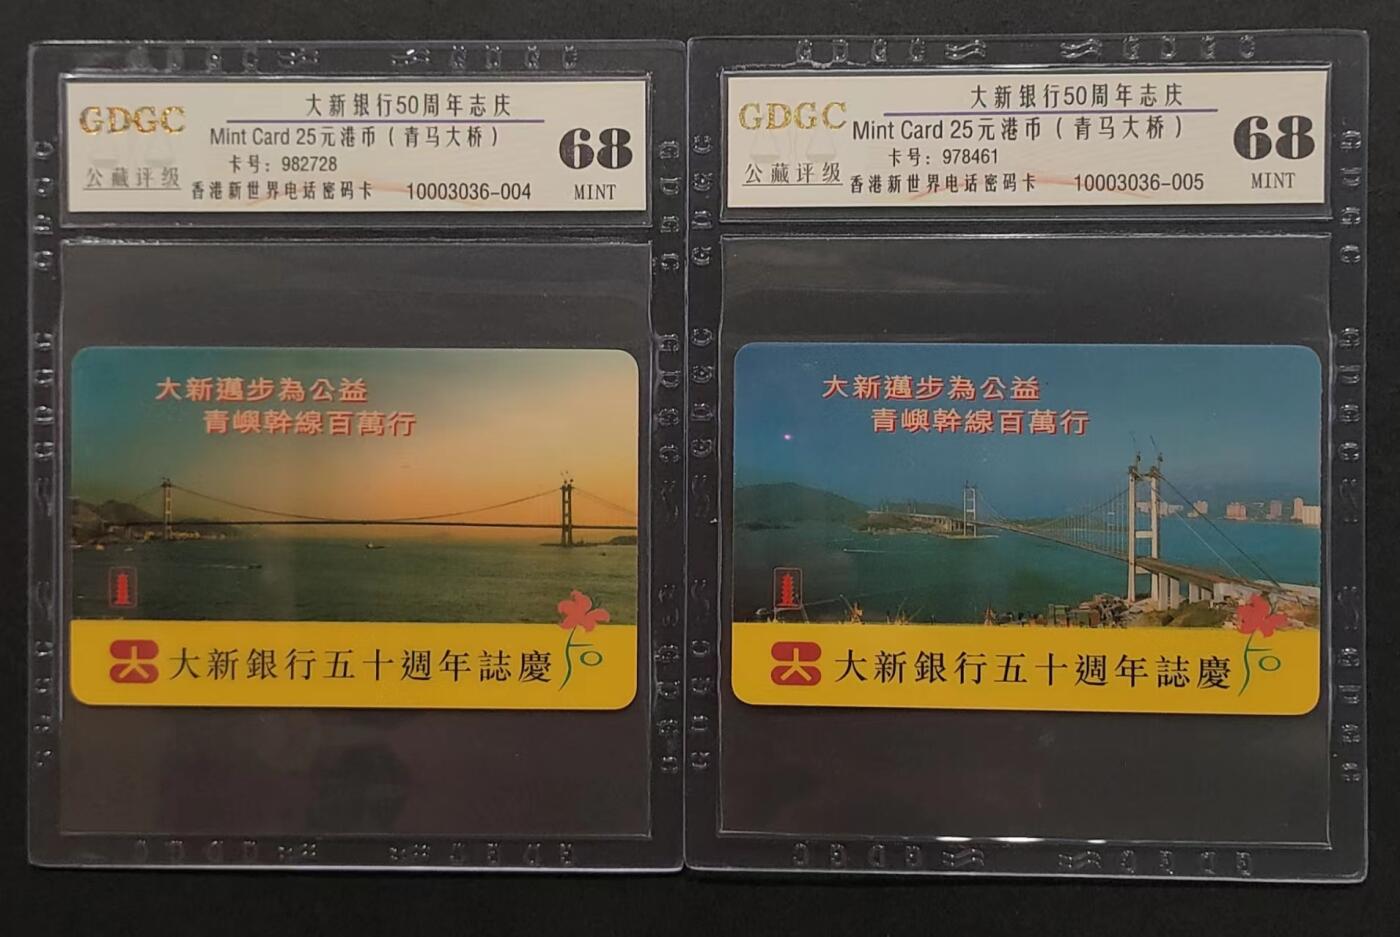 GDGC
公藏评级
大新银行50周年志庆
Mint Card 25元港币（青马大桥）
卡号：982728
香港新世界电话密码卡 10003036-004
68
MINT
大新邁步為公益
青嶼幹線百萬行
大新銀行五十週年誌慶
50
GDGC
公藏评级
大新银行50周年志庆
Mint Card 25元港币（青马大桥）
卡号：978461
香港新世界电话密码卡 10003036-005
68
MINT
大新邁步為公益
青嶼幹線百萬行
大新銀行五十週年誌慶
50